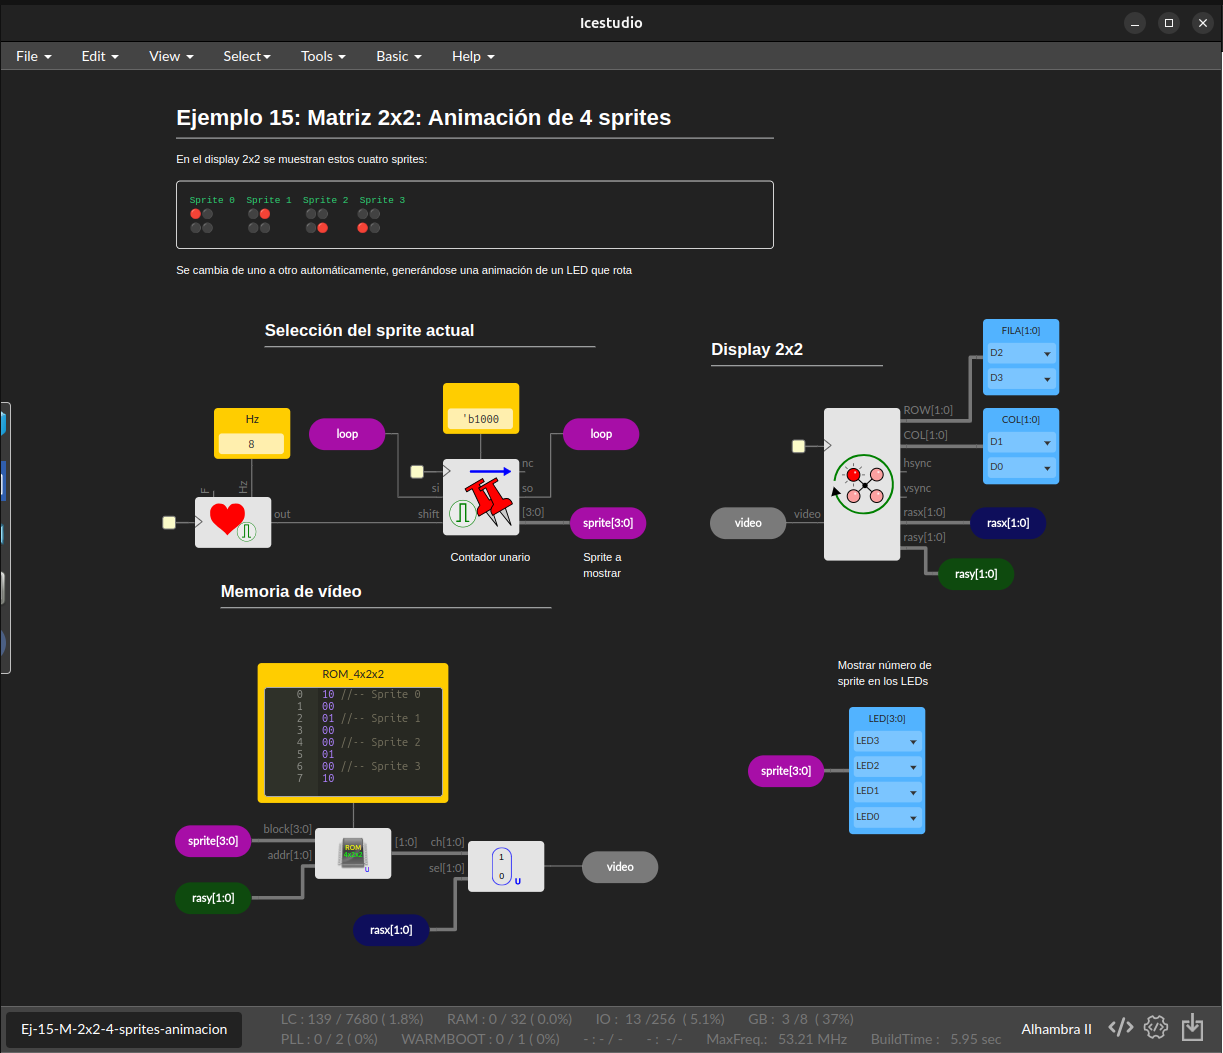 Icestudio
File Edit View Select Tools Basic Help
Ejemplo 15: Matriz 2x2: Animación de 4 sprites
En el display 2x2 se muestran estos cuatro sprites:
Sprite 0 Sprite 1 Sprite 2 Sprite 3
Se cambia de uno a otro automáticamente, generándose una animación de un LED que rota
Selección del sprite actual
Hz
8
loop
'b1000
loop
F
Hz
out
si
shift
nc
so
[3:0]
sprite[3:0]
Contador unario
Sprite a
mostrar
Display 2x2
FILA[1:0]
D2
D3
COL[1:0]
D1
D0
ROW[1:0]
COL[1:0]
hsync
vsync
rasx[1:0]
rasy[1:0]
video
video
rasx[1:0]
rasy[1:0]
Memoria de vídeo
ROM_4x2x2
0 10 //-- Sprite 0
1 00
2 01 //-- Sprite 1
3 00
4 00 //-- Sprite 2
5 01
6 00 //-- Sprite 3
7 10
sprite[3:0]
block[3:0]
addr[1:0]
rasy[1:0]
ROM
4x2x2
U
[1:0]
ch[1:0]
sel[1:0]
1
0
U
video
rasx[1:0]
Mostrar número de
sprite en los LEDs
sprite[3:0]
LED[3:0]
LED3
LED2
LED1
LED0
Ej-15-M-2x2-4-sprites-animacion
LC : 139 / 7680 ( 1.8%) RAM : 0 / 32 ( 0.0%) IO : 13 /256 ( 5.1%) GB : 3 /8 ( 37%)
PLL : 0 / 2 ( 0%) WARMBOOT : 0 / 1 ( 0%) - : - / - - : -/- MaxFreq.: 53.21 MHz BuildTime : 5.95 sec
Alhambra II